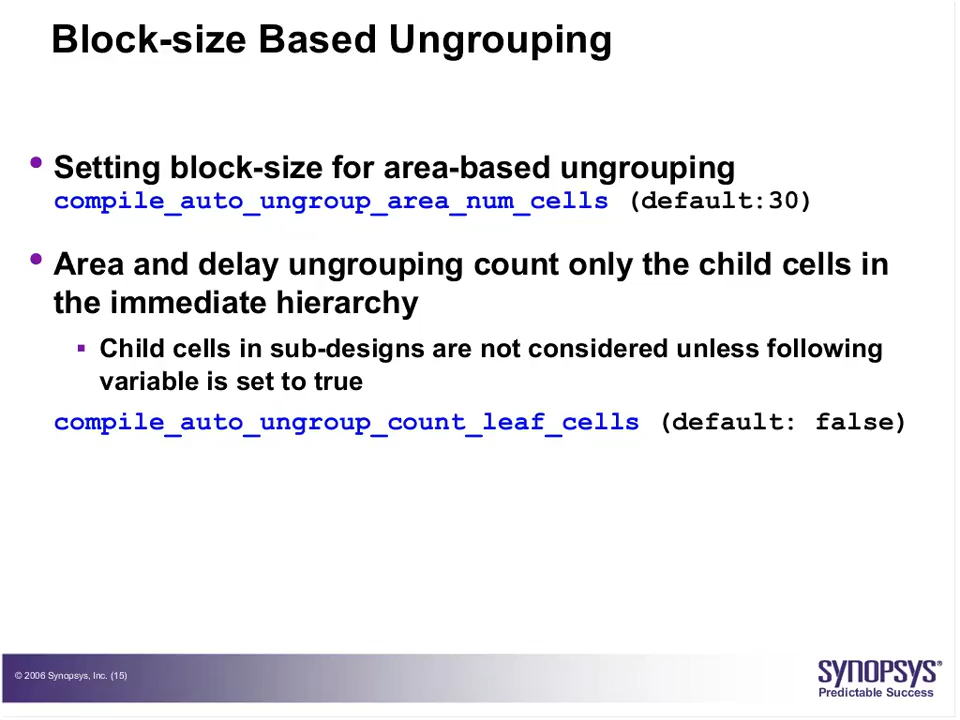 Block-size Based Ungrouping
• Setting block-size for area-based ungrouping
compile_auto_ungroup_area_num_cells (default:30)
• Area and delay ungrouping count only the child cells in
the immediate hierarchy
▪ Child cells in sub-designs are not considered unless following
variable is set to true
compile_auto_ungroup_count_leaf_cells (default: false)
© 2006 Synopsys, Inc. (15)
SYNOPSYS®
Predictable Success